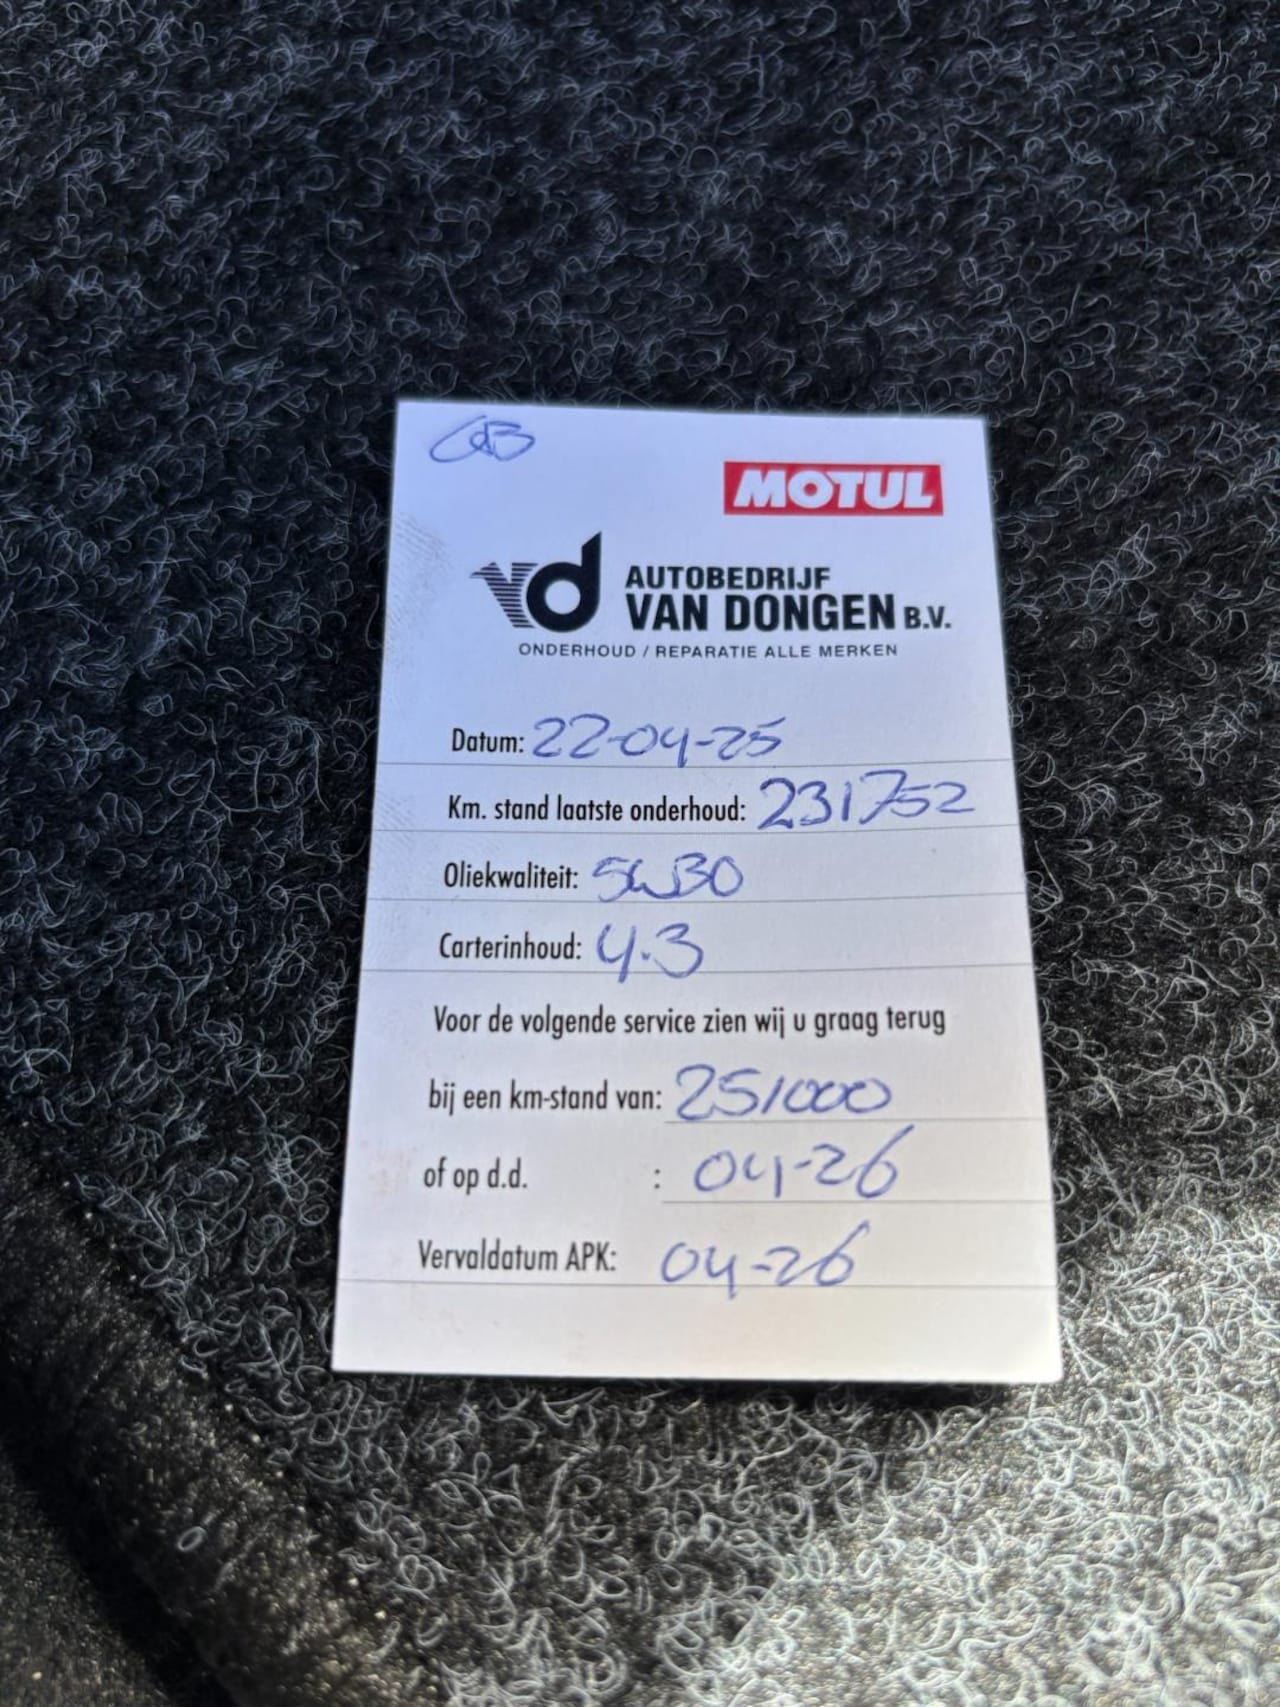 MOTUL
vd AUTOBEDRIJF
VAN DONGEN B.V.
ONDERHOUD / REPARATIE ALLE MERKEN
Datum: 22-04-25
Km. stand laatste onderhoud: 231752
Oliekwaliteit: 5W30
Carterinhoud: 4.3
Voor de volgende service zien wij u graag terug
bij een km-stand van: 251000
of op d.d. : 04-26
Vervaldatum APK: 04-26